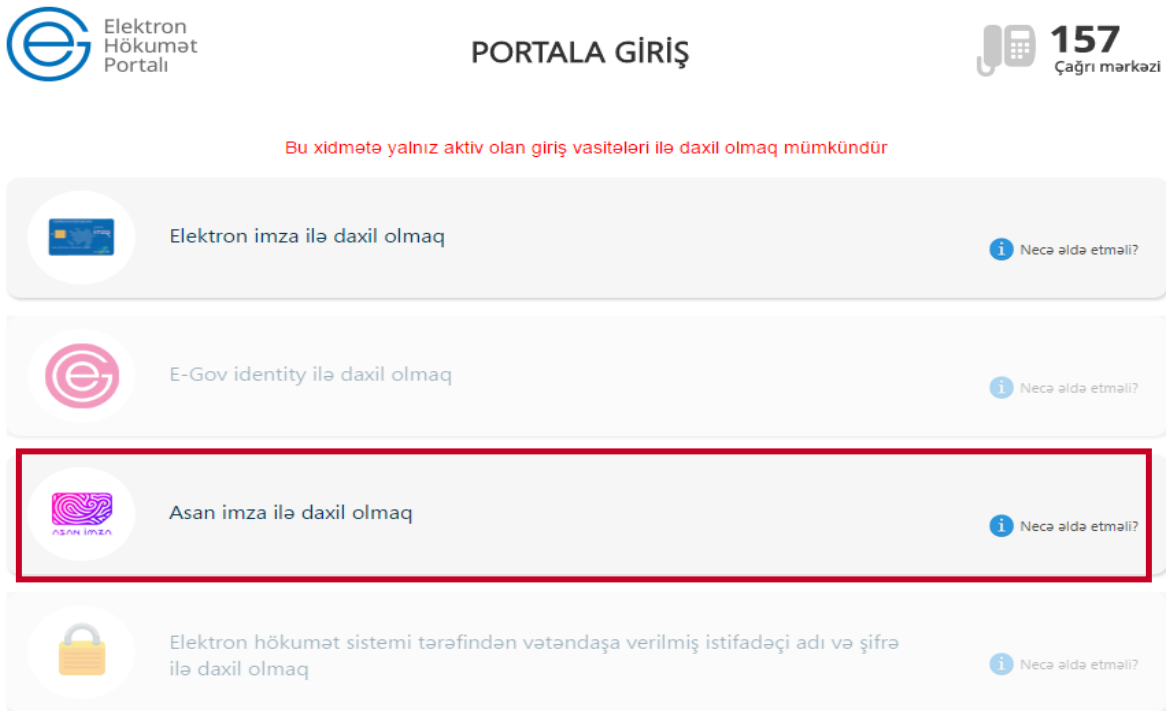 Elektron
Hökumət
Portalı
PORTALA GİRİŞ
157
Çağrı mərkəzi
Bu xidmətə yalnız aktiv olan giriş vasitələri ilə daxil olmaq mümkündür
Elektron imza ilə daxil olmaq
i Necə əldə etməli?
E-Gov identity ilə daxil olmaq
i Necə əldə etməli?
Asan imza ilə daxil olmaq
ASAN İMZA
i Necə əldə etməli?
Elektron hökumət sistemi tərəfindən vətəndaşa verilmiş istifadəçi adı və şifrə
ilə daxil olmaq
i Necə əldə etməli?